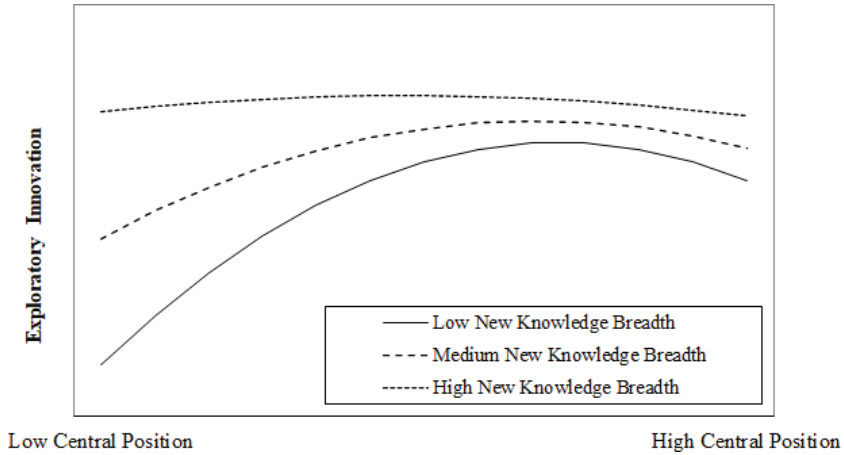 Exploratory Innovation
Low New Knowledge Breadth
Medium New Knowledge Breadth
High New Knowledge Breadth
Low Central Position
High Central Position